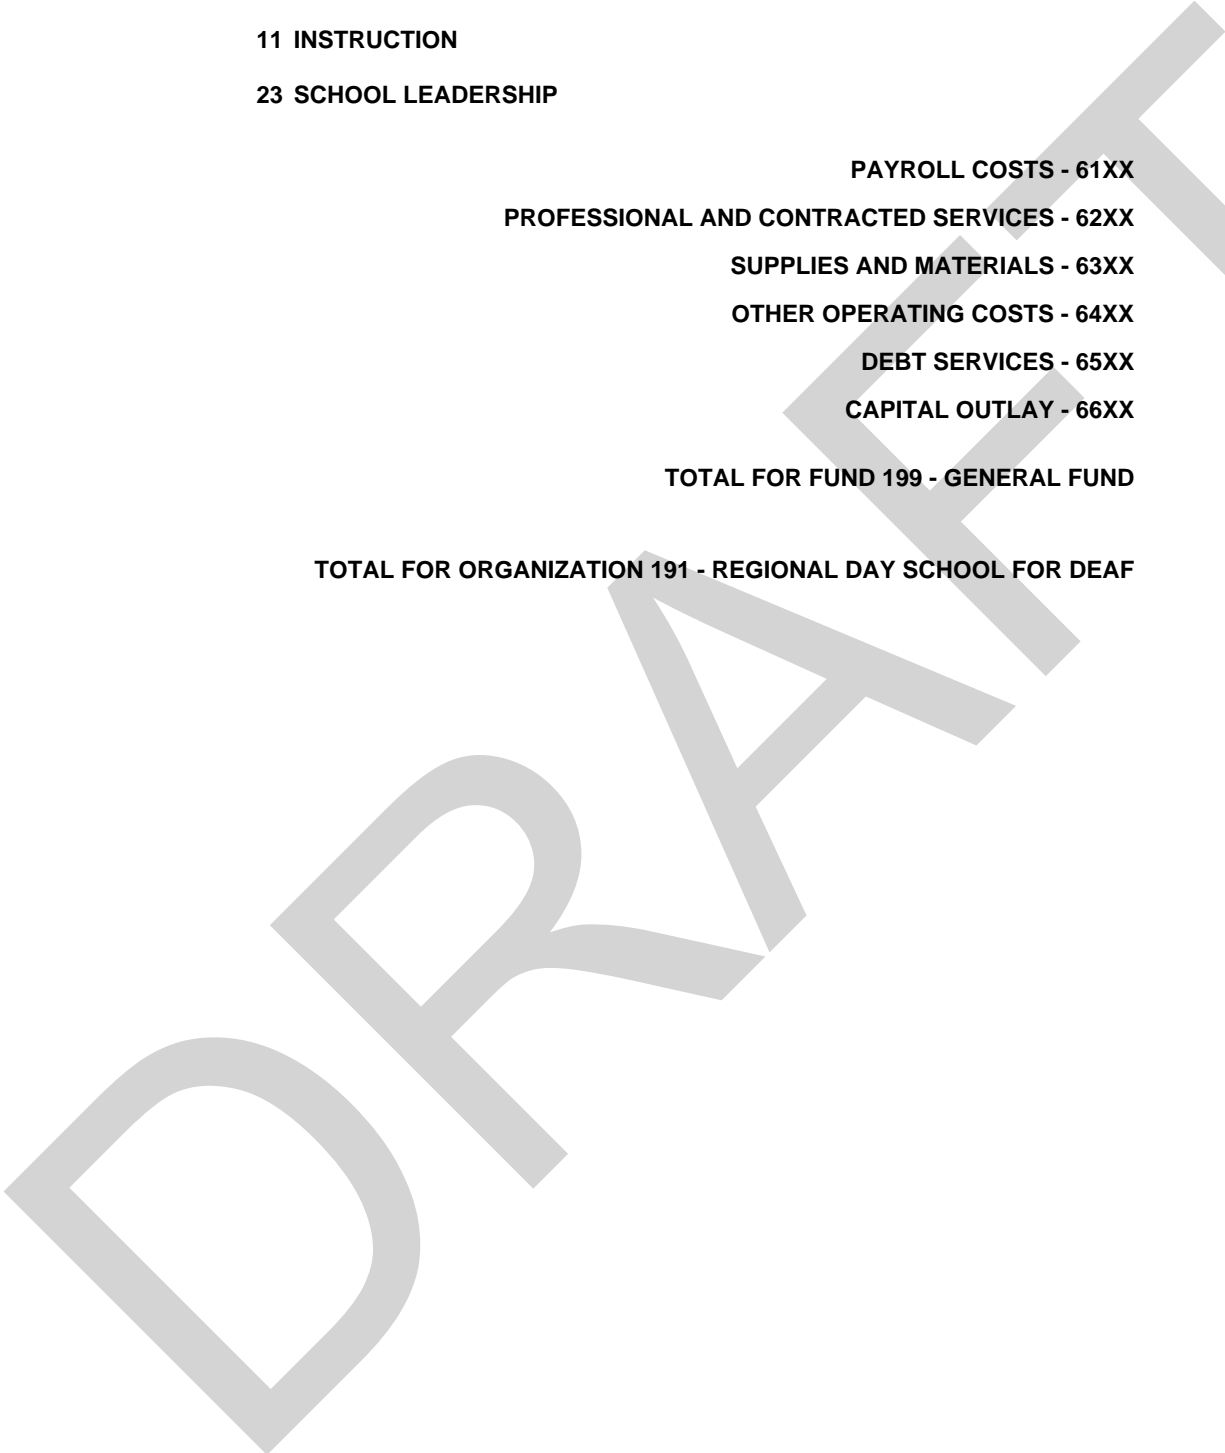 11 INSTRUCTION
23 SCHOOL LEADERSHIP
PAYROLL COSTS - 61XX
PROFESSIONAL AND CONTRACTED SERVICES - 62XX
SUPPLIES AND MATERIALS - 63XX
OTHER OPERATING COSTS - 64XX
DEBT SERVICES - 65XX
CAPITAL OUTLAY - 66XX
TOTAL FOR FUND 199 - GENERAL FUND
TOTAL FOR ORGANIZATION 191 - REGIONAL DAY SCHOOL FOR DEAF
DRAFT